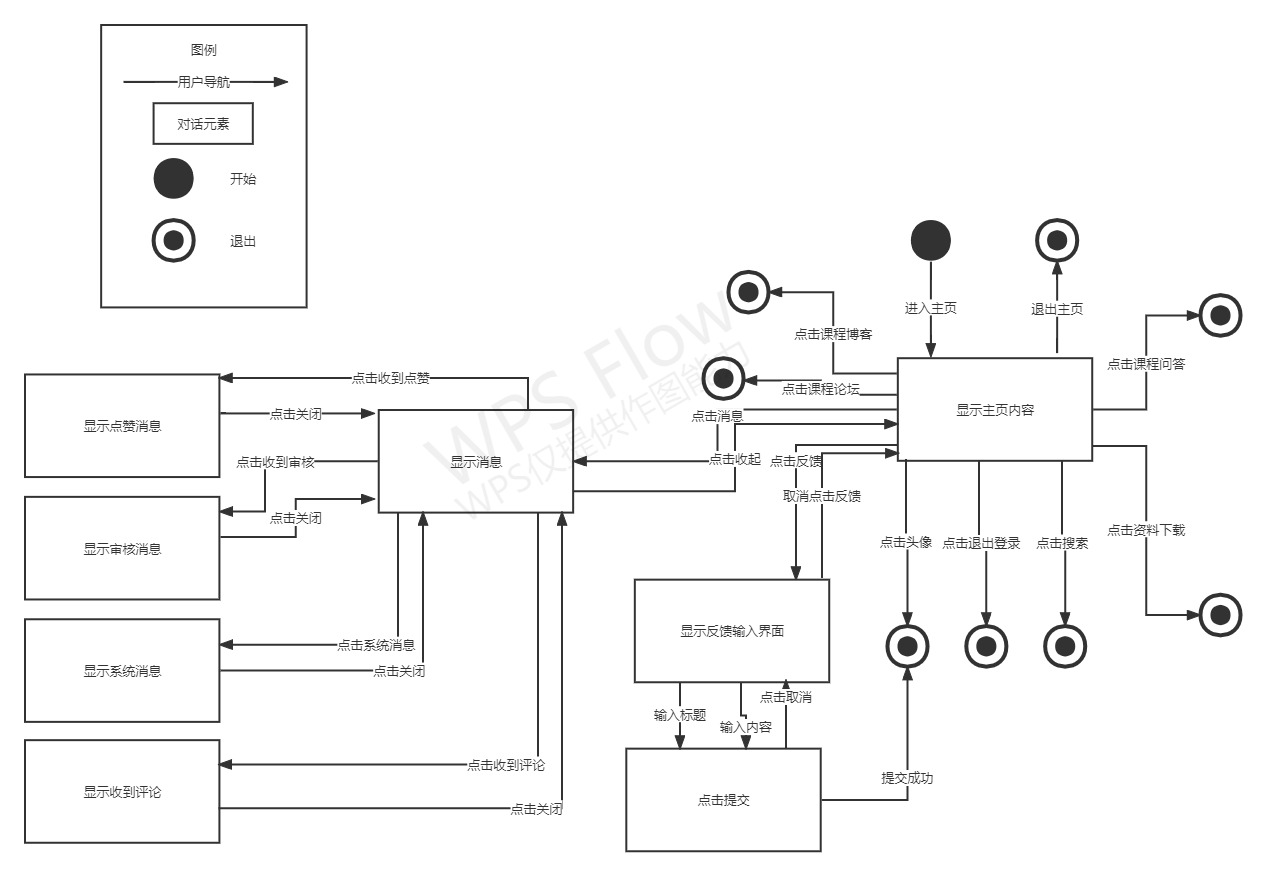 图例
用户导航
对话元素
开始
退出
进入主页
退出主页
点击课程博客
点击课程问答
点击课程论坛
点击收到点赞
显示点赞消息
点击关闭
点击消息
显示主页内容
点击收到审核
显示消息
点击收起
点击反馈
取消点击反馈
点击关闭
显示审核消息
点击头像
点击退出登录
点击搜索
点击资料下载
显示反馈输入界面
点击系统消息
显示系统消息
点击关闭
点击取消
输入标题
输入内容
点击收到评论
显示收到评论
点击关闭
点击提交
提交成功
WPS Flow
WPS仅提供作图能力